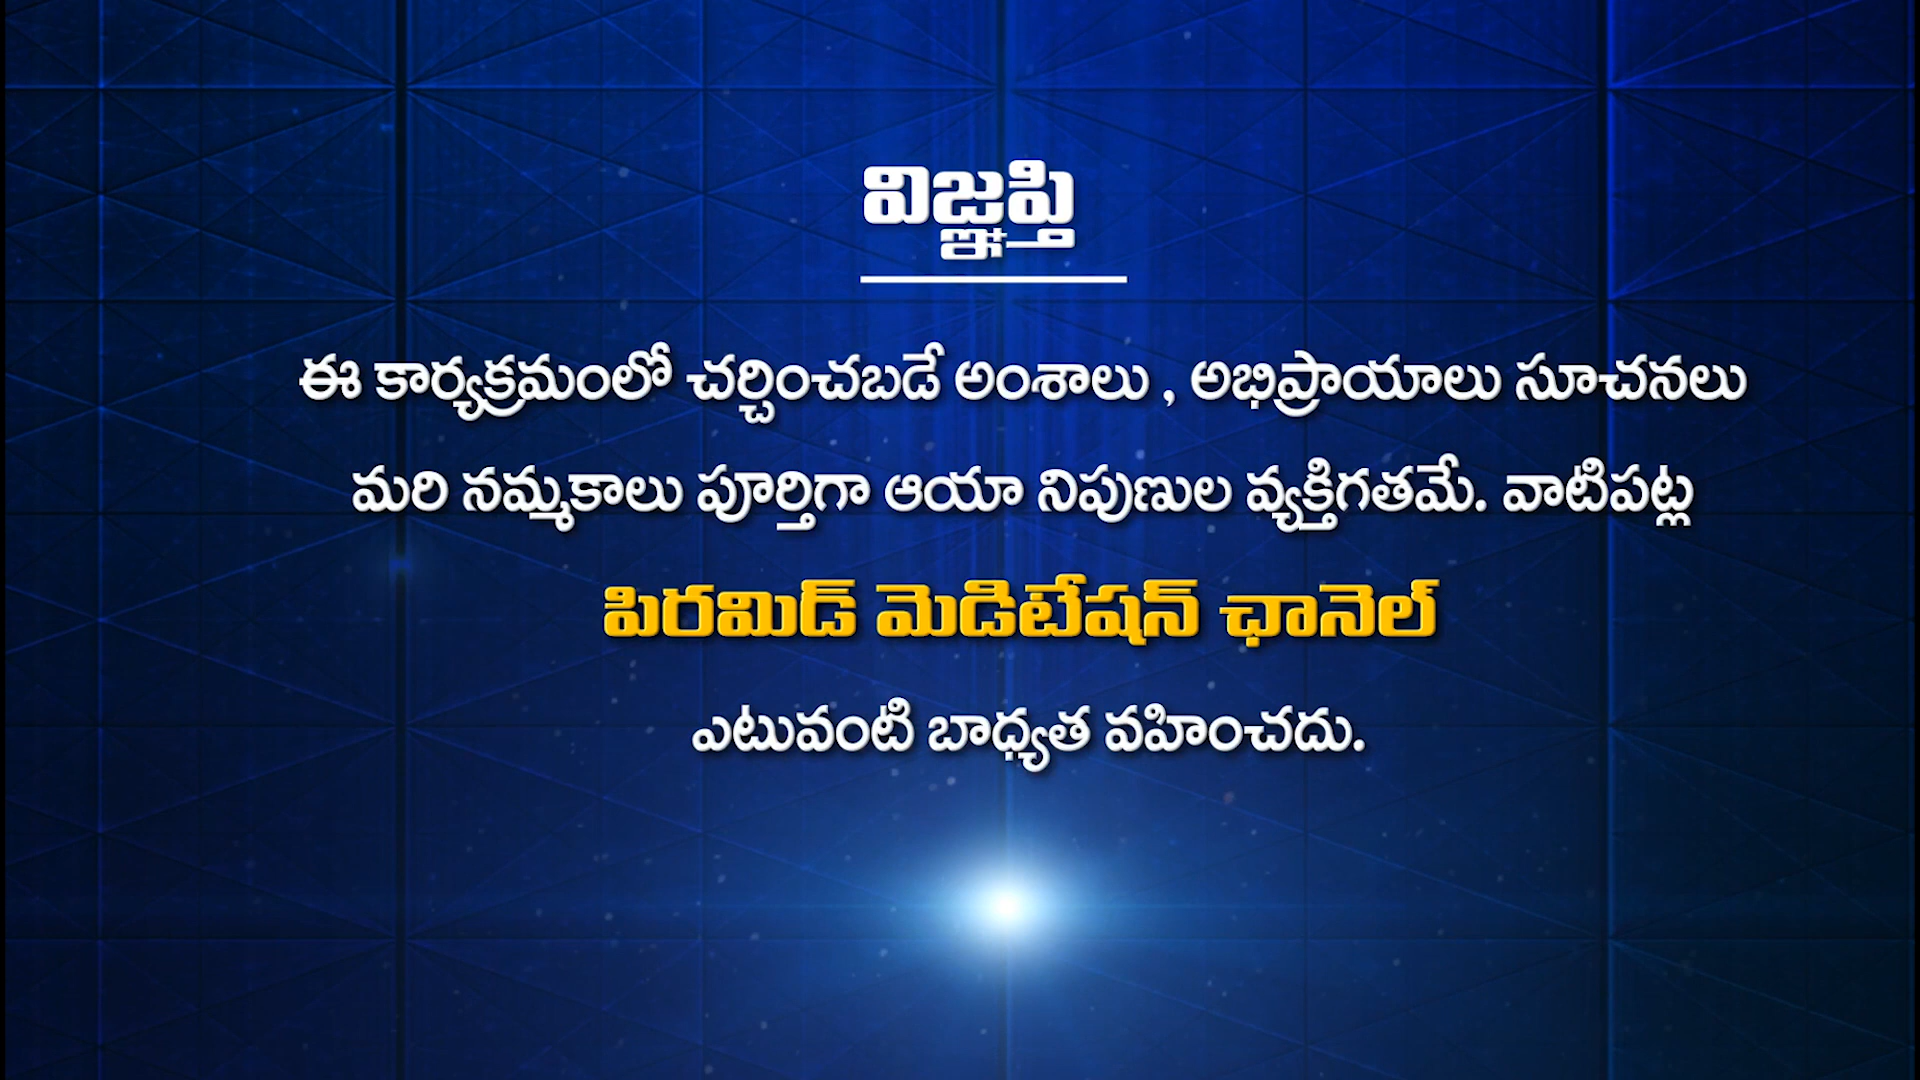 విజ్ఞప్తి
ఈ కార్యక్రమంలో చర్చించబడే అంశాలు , అభిప్రాయాలు సూచనలు
మరి నమ్మకాలు పూర్తిగా ఆయా నిపుణుల వ్యక్తిగతమే. వాటిపట్ల
పిరమిడ్ మెడిటేషన్ ఛానెల్
ఎటువంటి బాధ్యత వహించదు.